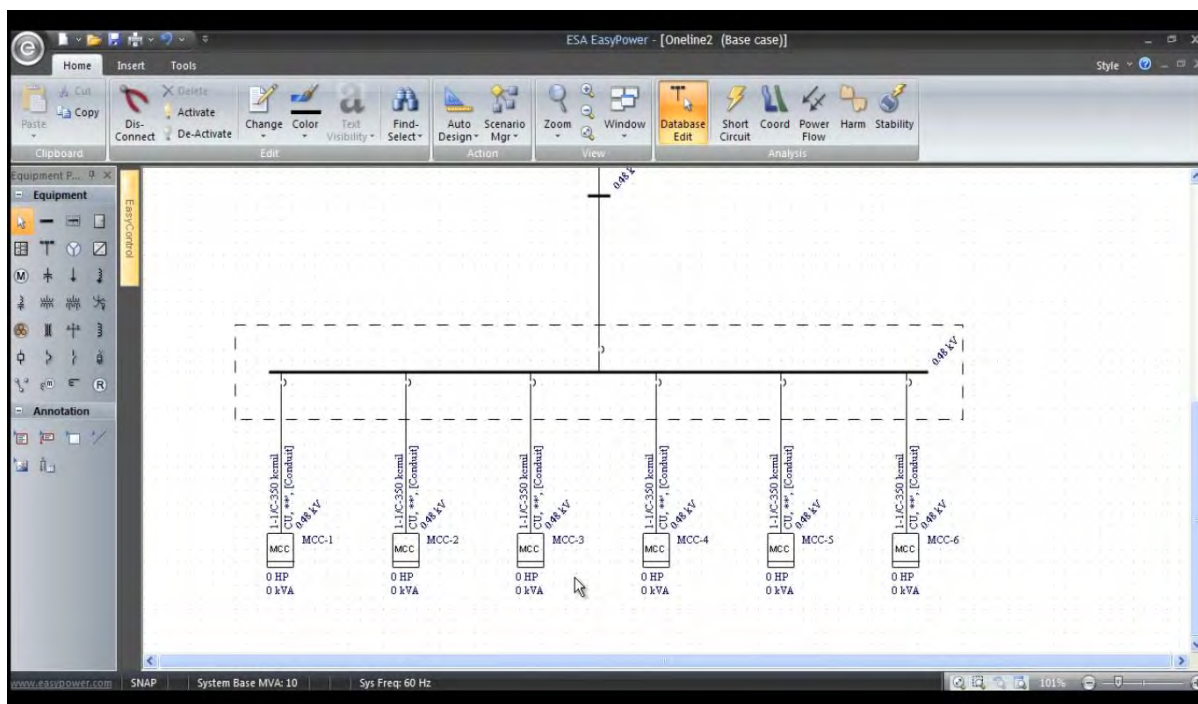 ESA EasyPower - [Oneline2 (Base case)]
Home Insert Tools Style
Paste
Cut
Copy
Clipboard
Dis-
Connect
Delete
Activate
De-Activate
Change
Color
Text
Visibility
Find-
Select
Edit
Auto
Design
Scenario
Mgr
Action
Zoom
Window
View
Database
Edit
Short
Circuit
Coord
Power
Flow
Harm
Stability
Analysis
Equipment P...
Equipment
EasyControl
M
R
Annotation
0.48 kV
0.48 kV
1-1/C-350 kcmil
CU, **, [Conduit]
0.48 kV
MCC-1
MCC
0 HP
0 kVA
1-1/C-350 kcmil
CU, **, [Conduit]
0.48 kV
MCC-2
MCC
0 HP
0 kVA
1-1/C-350 kcmil
CU, **, [Conduit]
0.48 kV
MCC-3
MCC
0 HP
0 kVA
1-1/C-350 kcmil
CU, **, [Conduit]
0.48 kV
MCC-4
MCC
0 HP
0 kVA
1-1/C-350 kcmil
CU, **, [Conduit]
0.48 kV
MCC-5
MCC
0 HP
0 kVA
1-1/C-350 kcmil
CU, **, [Conduit]
0.48 kV
MCC-6
MCC
0 HP
0 kVA
www.easypower.com SNAP System Base MVA: 10 Sys Freq: 60 Hz 101%